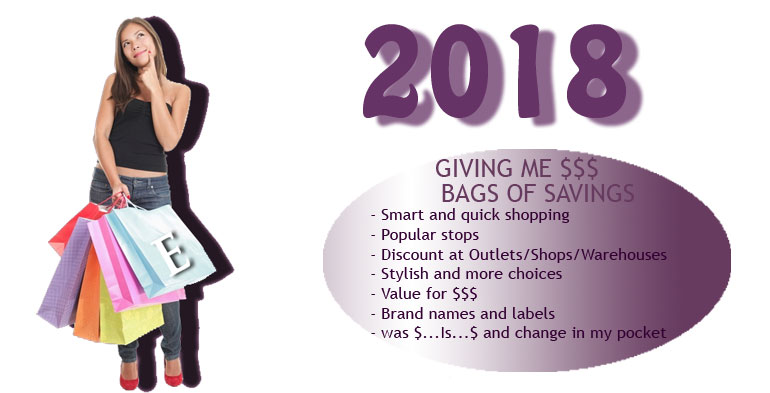 2018
GIVING ME $$$
BAGS OF SAVINGS
- Smart and quick shopping
- Popular stops
- Discount at Outlets/Shops/Warehouses
- Stylish and more choices
- Value for $$$
- Brand names and labels
- was $...Is...$ and change in my pocket
E